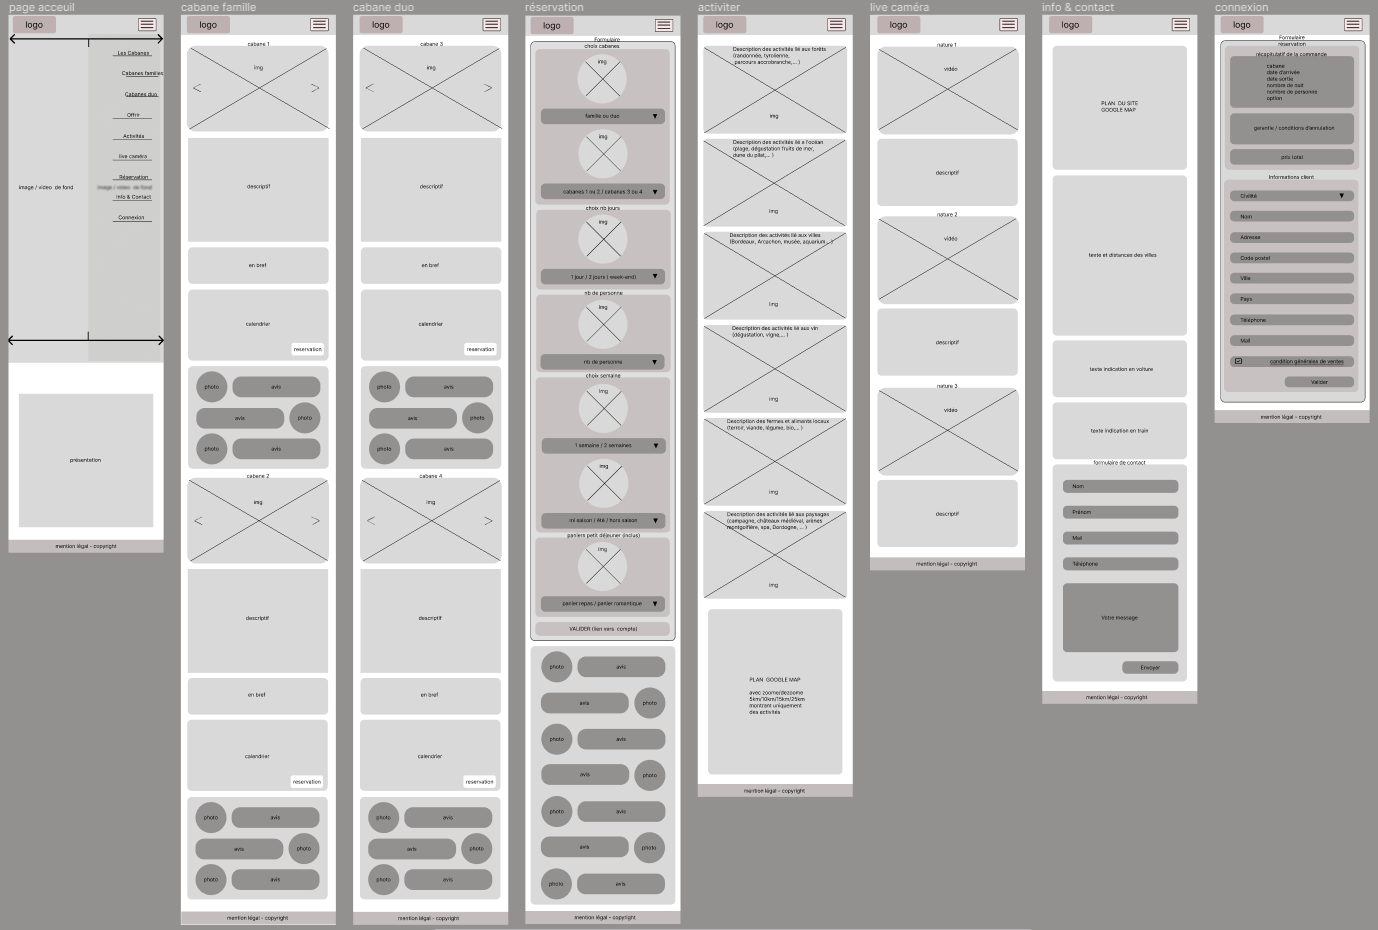 page acceuil
logo
Les Cabanes
Cabanes familles
Cabanes duo
Offrir
Activités
live caméra
Réservation
image / video de fond
image / video de fond
Info & Contact
Connexion
présentation
mention légal - copyright
cabane famille
logo
cabane 1
img
< >
descriptif
en bref
calendrier
reservation
photo avis
avis photo
photo avis
cabane 2
img
< >
descriptif
en bref
calendrier
reservation
photo avis
avis photo
photo avis
mention légal - copyright
cabane duo
logo
cabane 3
img
< >
descriptif
en bref
calendrier
reservation
photo avis
avis photo
photo avis
cabane 4
img
< >
descriptif
en bref
calendrier
reservation
photo avis
avis photo
photo avis
mention légal - copyright
réservation
logo
Formulaire
choix cabanes
img
famille ou duo
img
cabanes 1 ou 2 / cabanes 3 ou 4
choix nb jours
img
1 jour / 2 jours ( week-end)
nb de personne
img
nb de personne
choix semaine
img
1 semaine / 2 semaines
img
mi saison / été / hors saison
paniers petit déjeuner (inclus)
img
panier repas / panier romantique
VALIDER (lien vers compte)
photo avis
avis photo
photo avis
avis photo
photo avis
avis photo
photo avis
mention légal - copyright
activiter
logo
Description des activités lié aux forêts
(randonnée, tyrolienne,
parcours accrobranche,... )
img
Description des activités lié a l'océan
(plage, dégustation fruits de mer,
dune du pilat,... )
img
Description des activités lié aux villes
(Bordeaux, Arcachon, musée, aquarium,.. )
img
Description des activités lié aux vin
(dégustation, vigne,... )
img
Description des fermes et aliments locaux
(terroir, viande, légume, bio,... )
img
Description des activités lié aux paysages
(campagne, châteaux médiéval, arènes
montgolfière, spa, Dordogne, ... )
img
PLAN GOOGLE MAP
avec zoome/dezzome
5km/10km/15km/25km
montrant uniquement
des activités
mention légal - copyright
live caméra
logo
nature 1
vidéo
descriptif
nature 2
vidéo
descriptif
nature 3
vidéo
descriptif
mention légal - copyright
info & contact
logo
PLAN DU SITE
GOOGLE MAP
texte et distances des villes
texte indication en voiture
texte indication en train
formulaire de contact
Nom
Prénom
Mail
Téléphone
Votre message
Envoyer
mention légal - copyright
connexion
logo
Formulaire
réservation
récapitulatif de la commande
cabane
date d'arrivée
date sortie
nombre de nuit
nombre de personne
option
garentie / conditions d'annulation
prix total
Informations client
Civilité
Nom
Adresse
Code postal
Ville
Pays
Téléphone
Mail
condition générales de ventes
Valider
mention légal - copyright